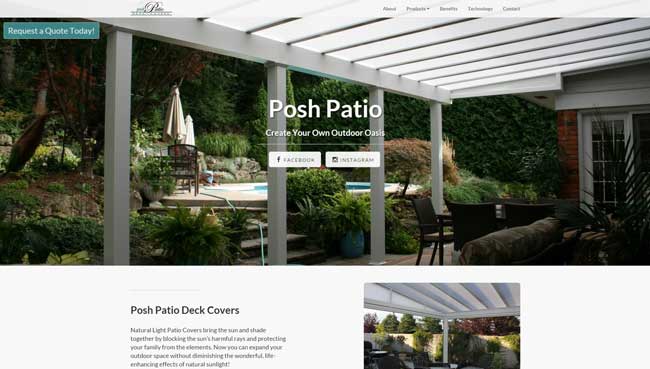 Posh Patio
About Products Benefits Technology Contact
Request a Quote Today!
Posh Patio
Create Your Own Outdoor Oasis
FACEBOOK INSTAGRAM
Posh Patio Deck Covers
Natural Light Patio Covers bring the sun and shade
together by blocking the sun's harmful rays and protecting
your family from the elements. Now you can expand your
outdoor space without diminishing the wonderful, life-
enhancing effects of natural sunlight!